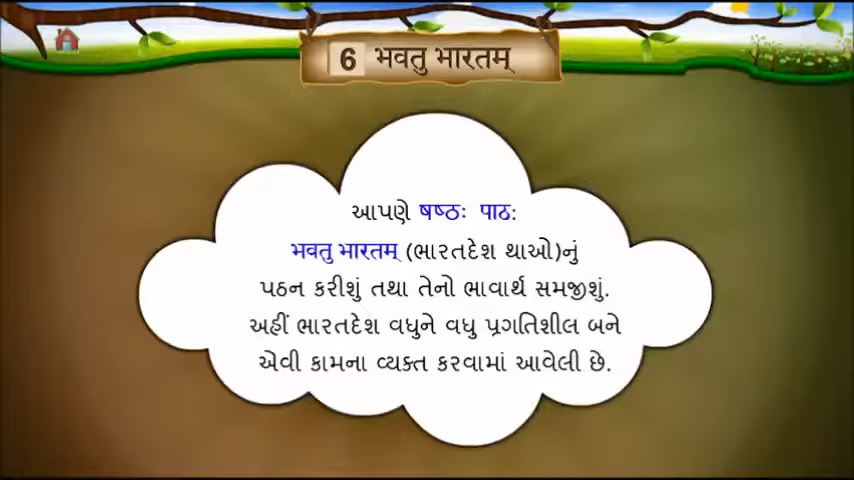 6 भवतु भारतम्
આપણે ષષ્ઠઃ પાઠઃ
भवतु भारतम् (ભારતદેશ થાઓ)નું
પઠન કરીશું તથા તેનો ભાવાર્થ સમજીશું.
અહીં ભારતદેશ વધુને વધુ પ્રગતિશીલ બને
એવી કામના વ્યક્ત કરવામાં આવેલી છે.